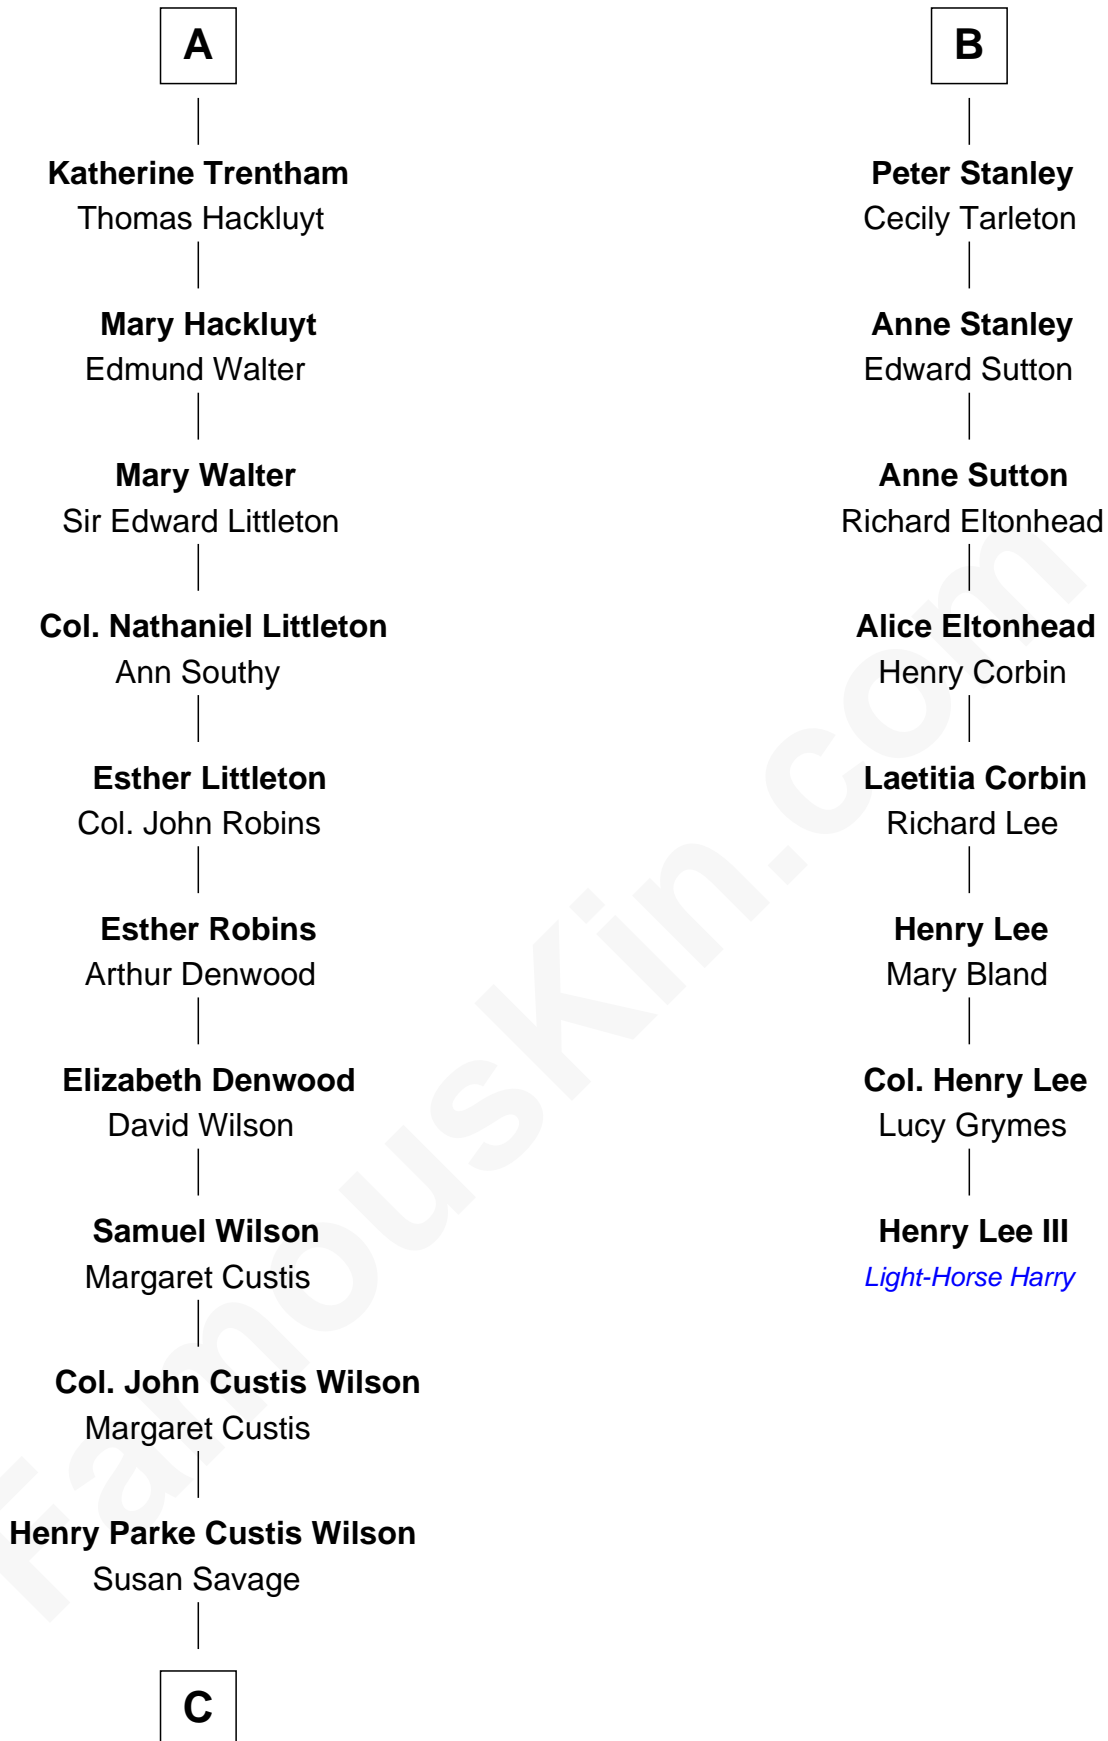 A
Katherine Trentham
Thomas Hackluyt
Mary Hackluyt
Edmund Walter
Mary Walter
Sir Edward Littleton
Col. Nathaniel Littleton
Ann Southy
Esther Littleton
Col. John Robins
Esther Robins
Arthur Denwood
Elizabeth Denwood
David Wilson
Samuel Wilson
Margaret Custis
Col. John Custis Wilson
Margaret Custis
Henry Parke Custis Wilson
Susan Savage
C
B
Peter Stanley
Cecily Tarleton
Anne Stanley
Edward Sutton
Anne Sutton
Richard Eltonhead
Alice Eltonhead
Henry Corbin
Laetitia Corbin
Richard Lee
Henry Lee
Mary Bland
Col. Henry Lee
Lucy Grymes
Henry Lee III
Light-Horse Harry
FamousKin.com